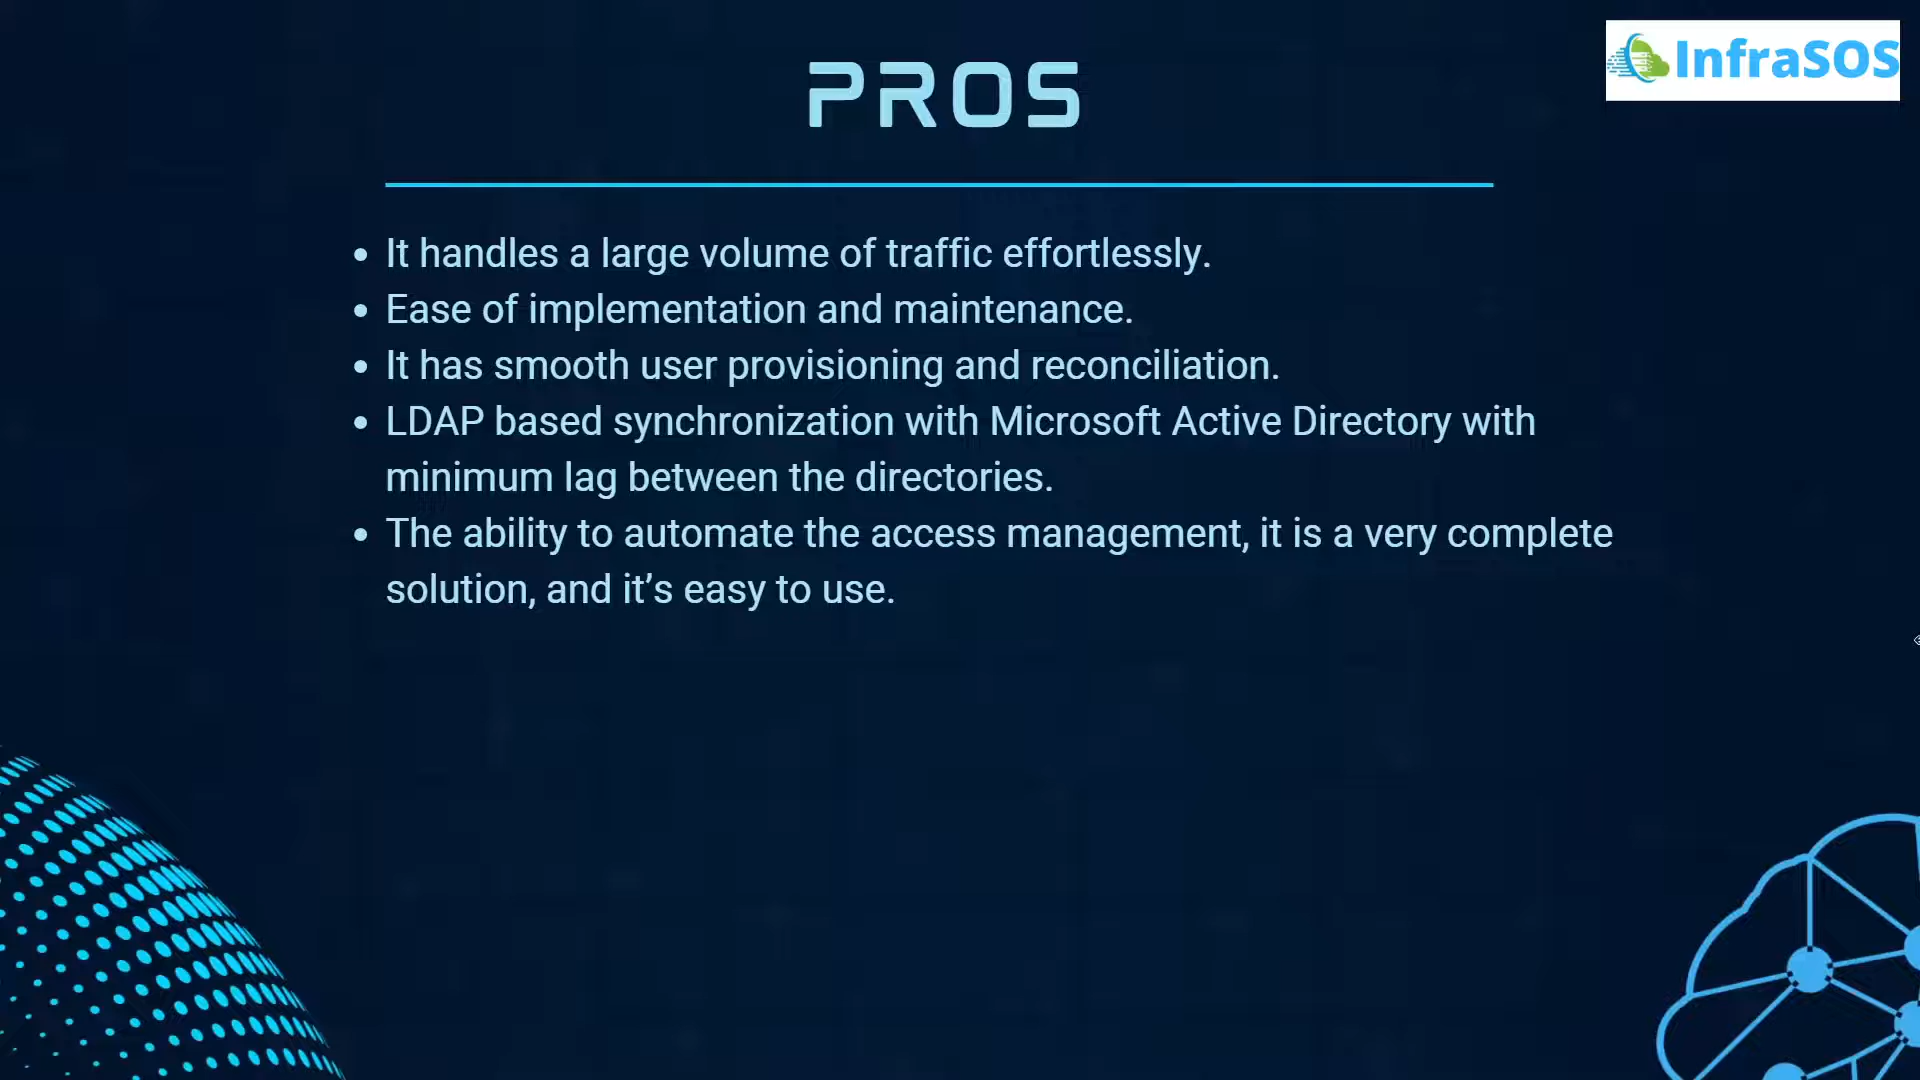 InfraSOS
PROS
• It handles a large volume of traffic effortlessly.
• Ease of implementation and maintenance.
• It has smooth user provisioning and reconciliation.
• LDAP based synchronization with Microsoft Active Directory with
minimum lag between the directories.
• The ability to automate the access management, it is a very complete
solution, and it’s easy to use.